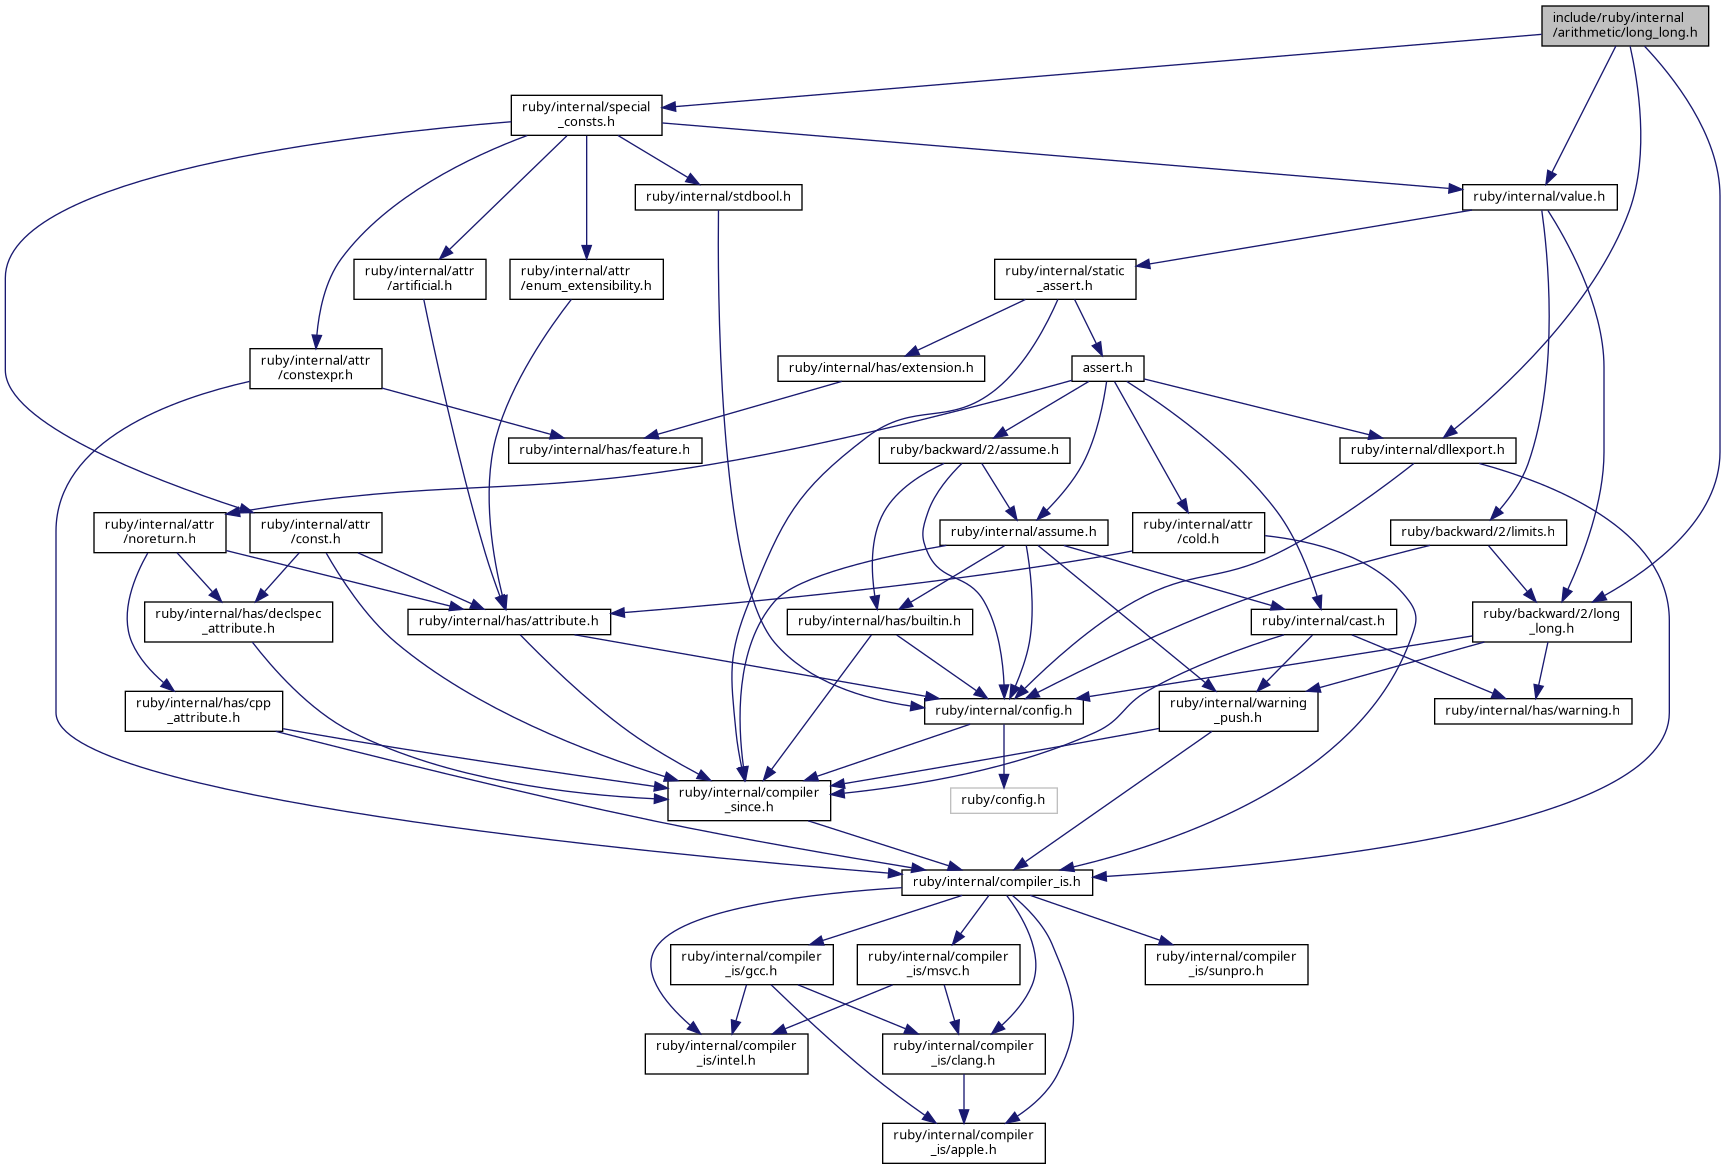 include/ruby/internal
/arithmetic/long_long.h
ruby/internal/special
_consts.h
ruby/internal/stdbool.h
ruby/internal/value.h
ruby/internal/attr
/artificial.h
ruby/internal/attr
/enum_extensibility.h
ruby/internal/static
_assert.h
ruby/internal/attr
/constexpr.h
ruby/internal/has/extension.h
assert.h
ruby/internal/has/feature.h
ruby/backward/2/assume.h
ruby/internal/dllexport.h
ruby/internal/attr
/noreturn.h
ruby/internal/attr
/const.h
ruby/internal/assume.h
ruby/internal/attr
/cold.h
ruby/backward/2/limits.h
ruby/internal/has/declspec
_attribute.h
ruby/internal/has/attribute.h
ruby/internal/has/builtin.h
ruby/internal/cast.h
ruby/backward/2/long
_long.h
ruby/internal/has/cpp
_attribute.h
ruby/internal/config.h
ruby/internal/warning
_push.h
ruby/internal/has/warning.h
ruby/internal/compiler
_since.h
ruby/config.h
ruby/internal/compiler_is.h
ruby/internal/compiler
_is/gcc.h
ruby/internal/compiler
_is/msvc.h
ruby/internal/compiler
_is/sunpro.h
ruby/internal/compiler
_is/intel.h
ruby/internal/compiler
_is/clang.h
ruby/internal/compiler
_is/apple.h